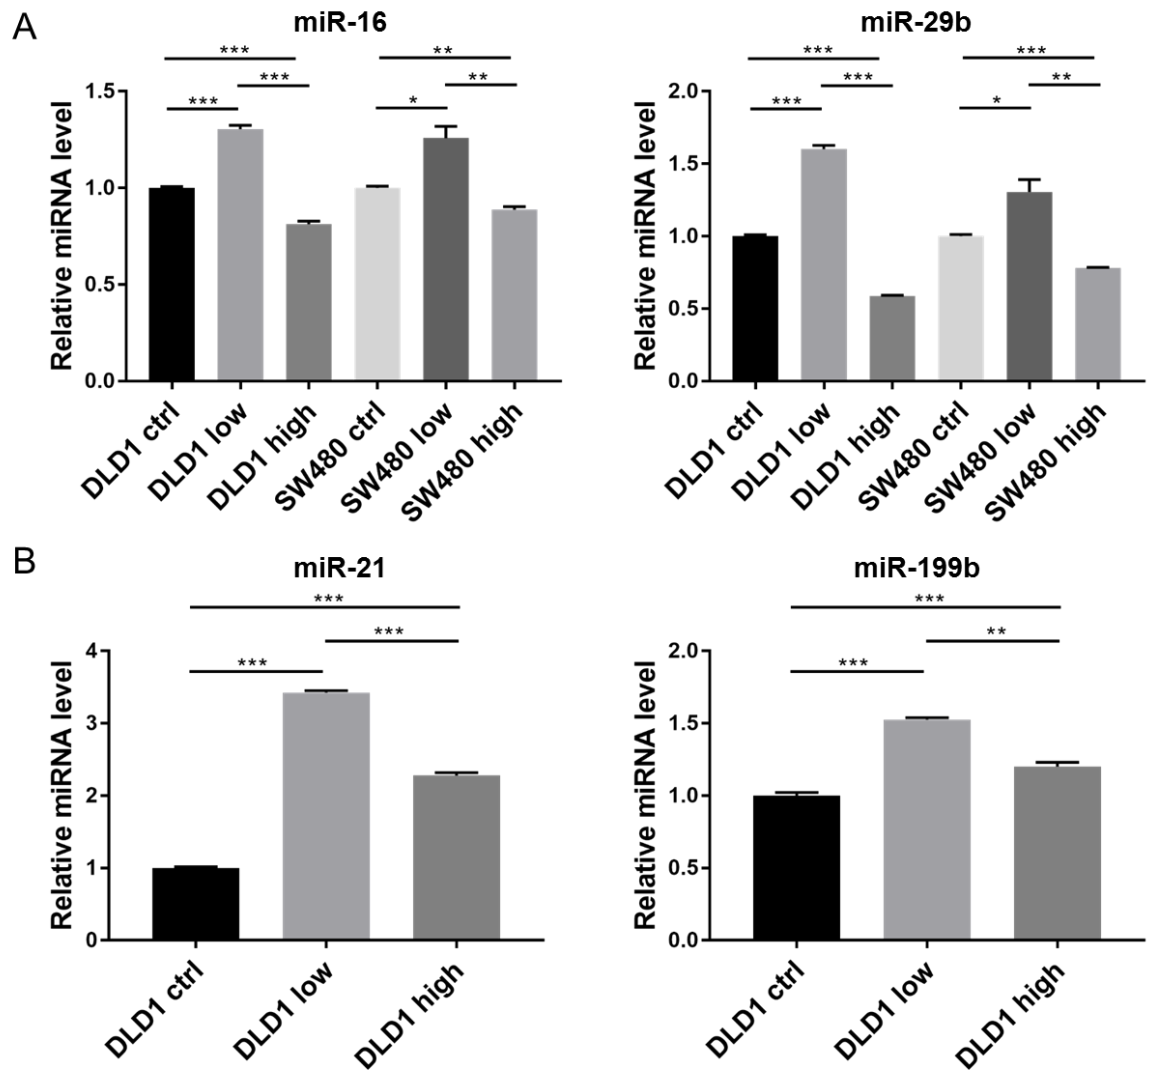 A
miR-16
***
**
***
**
***
*
Relative miRNA level
1.5
1.0
0.5
0.0
DLD1 ctrl
DLD1 low
DLD1 high
SW480 ctrl
SW480 low
SW480 high
miR-29b
***
***
***
**
***
*
Relative miRNA level
2.0
1.5
1.0
0.5
0.0
DLD1 ctrl
DLD1 low
DLD1 high
SW480 ctrl
SW480 low
SW480 high
B
miR-21
***
***
***
Relative miRNA level
4
3
2
1
0
DLD1 ctrl
DLD1 low
DLD1 high
miR-199b
***
**
***
Relative miRNA level
2.0
1.5
1.0
0.5
0.0
DLD1 ctrl
DLD1 low
DLD1 high